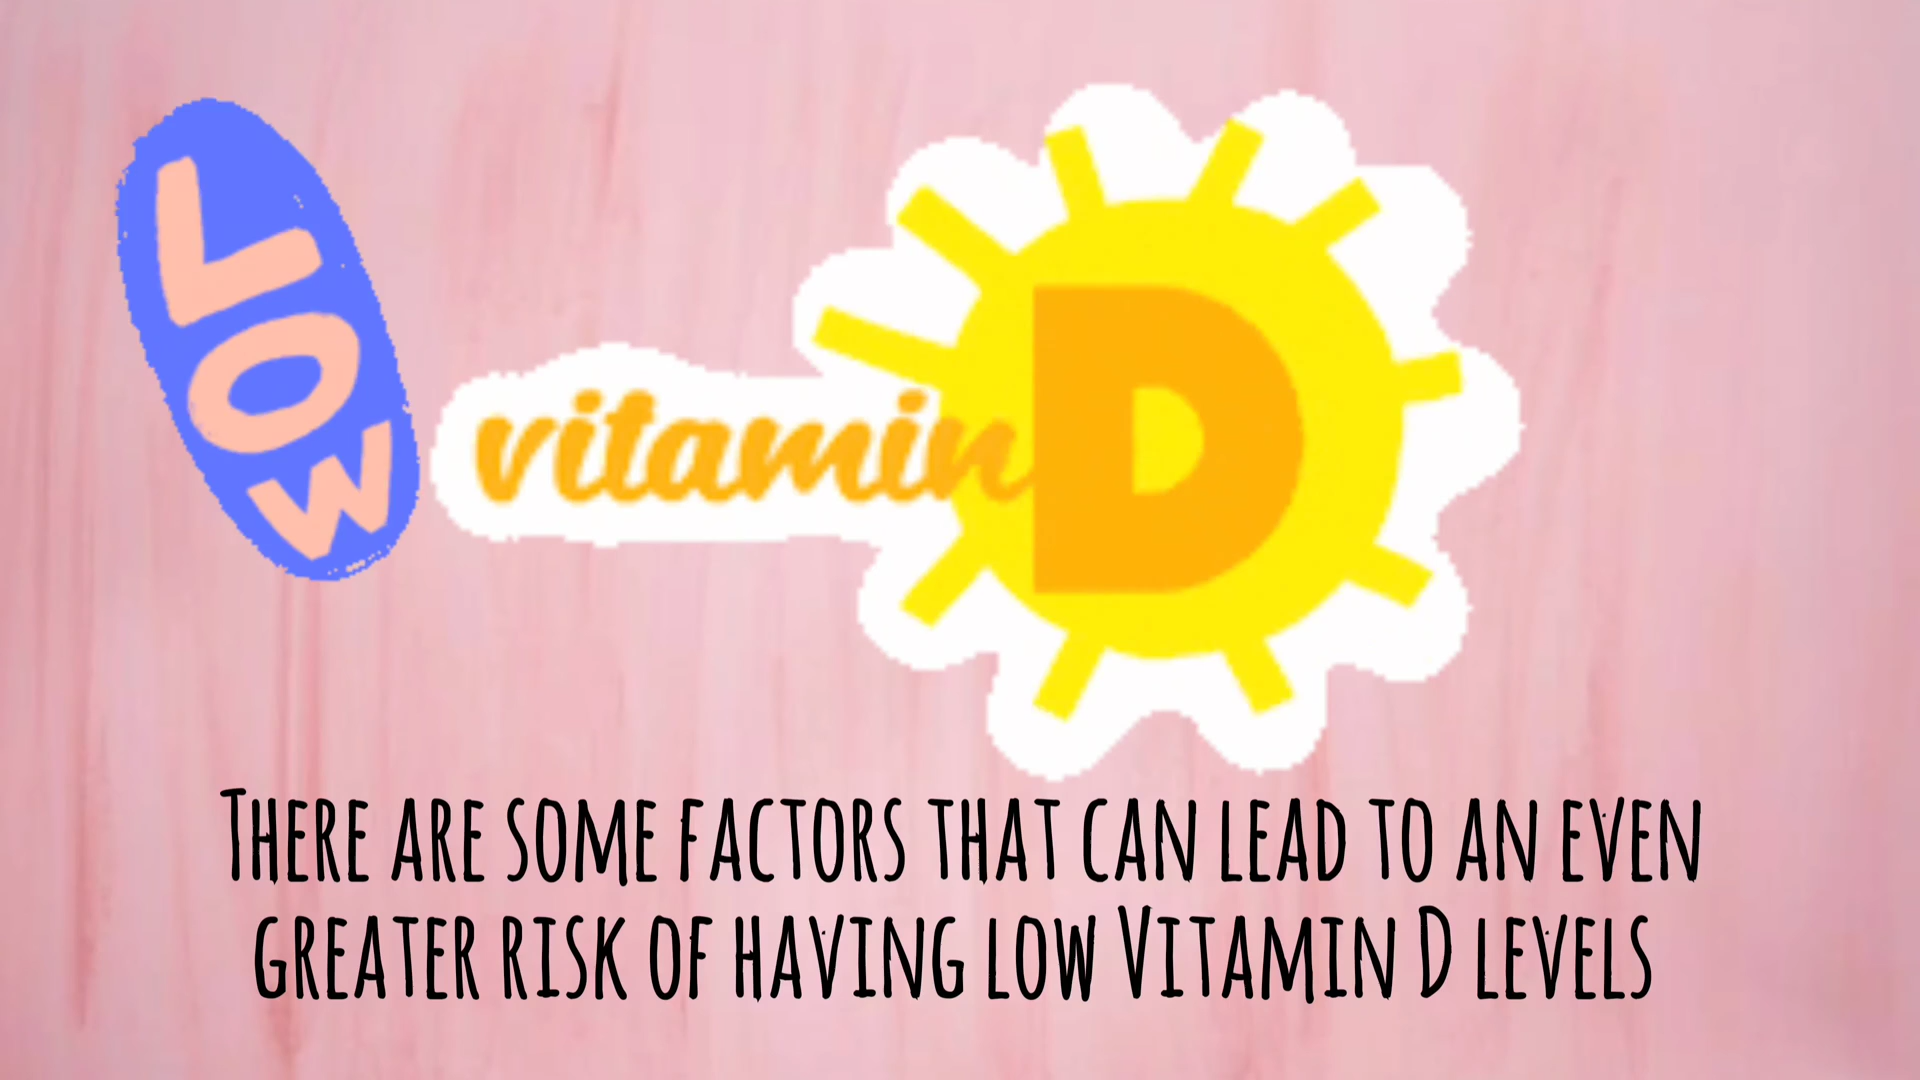 LOW
vitamin D
There are some factors that can lead to an even
greater risk of having low Vitamin D levels